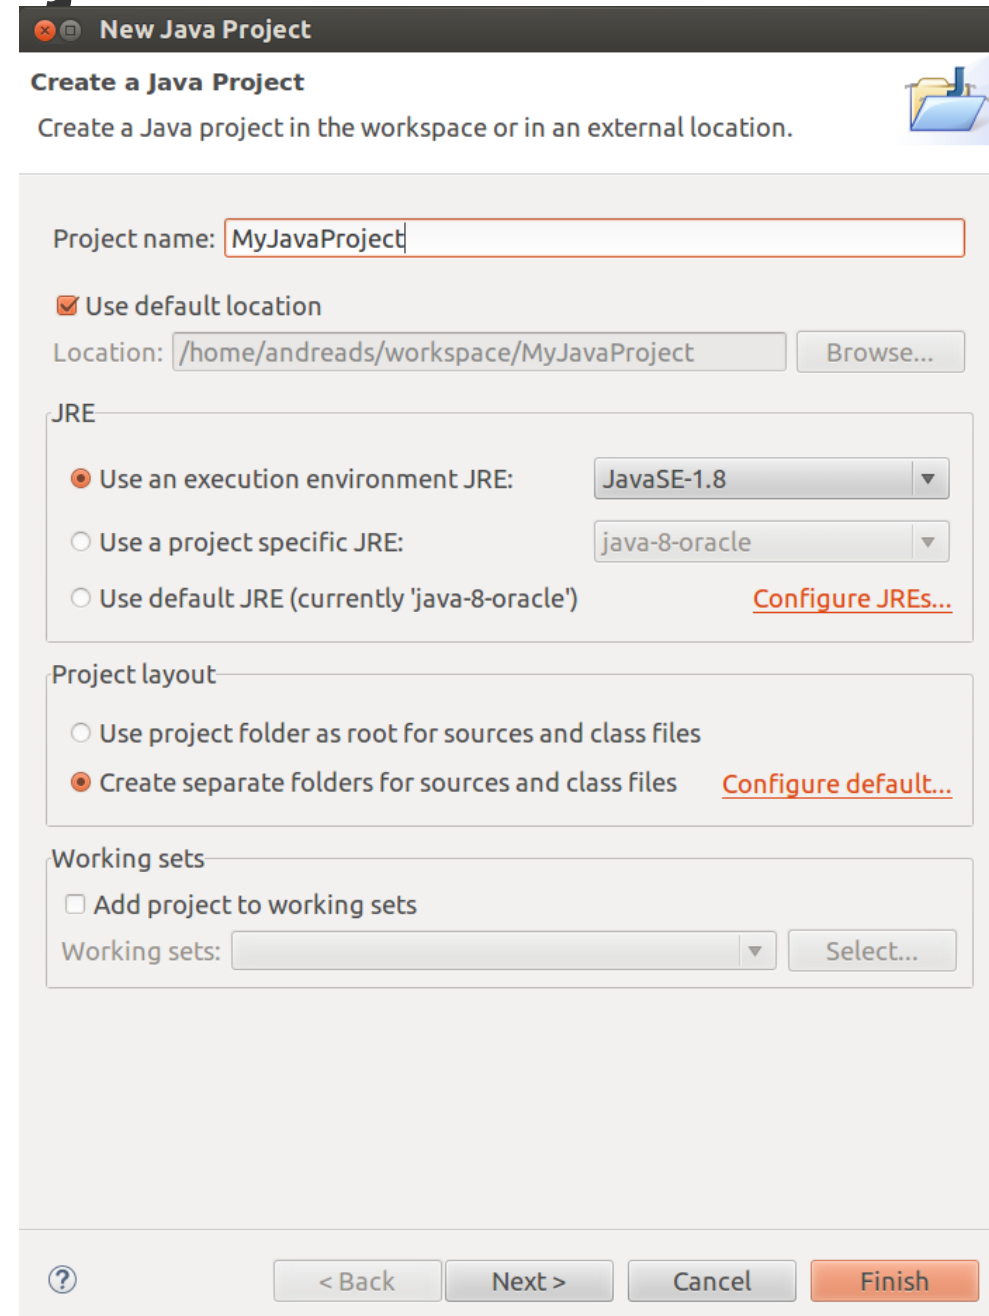 New Java Project
Create a Java Project
Create a Java project in the workspace or in an external location.
Project name: MyJavaProject
Use default location
Location: /home/andreads/workspace/MyJavaProject Browse...
JRE
Use an execution environment JRE: JavaSE-1.8
Use a project specific JRE: java-8-oracle
Use default JRE (currently 'java-8-oracle') Configure JREs...
Project layout
Use project folder as root for sources and class files
Create separate folders for sources and class files Configure default...
Working sets
Add project to working sets
Working sets: Select...
? < Back Next > Cancel Finish